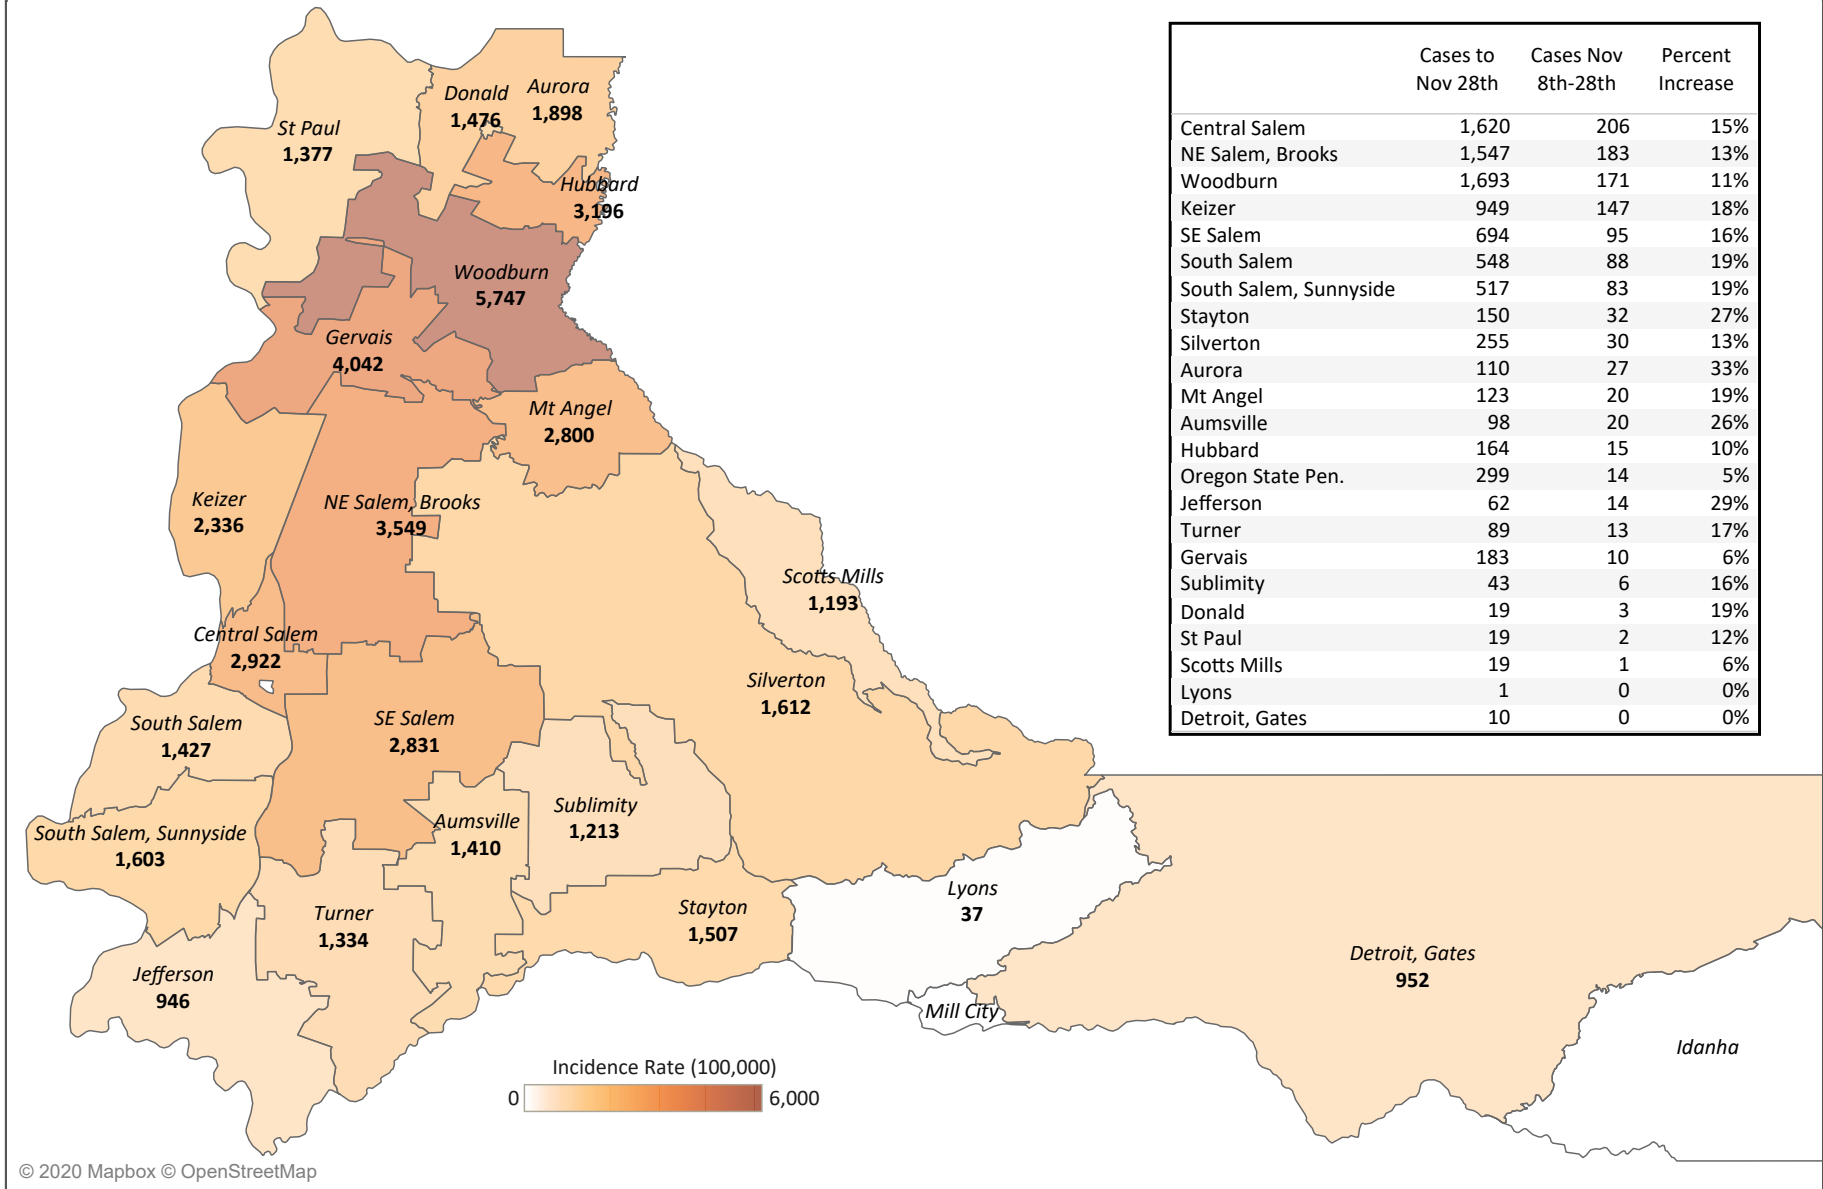 Donald
1,476
Aurora
1,898
St Paul
1,377
Hubbard
3,196
Woodburn
5,747
Gervais
4,042
Mt Angel
2,800
Keizer
2,336
NE Salem, Brooks
3,549
Scotts Mills
1,193
Central Salem
2,922
Silverton
1,612
South Salem
1,427
SE Salem
2,831
Sublimity
1,213
Aumsville
1,410
South Salem, Sunnyside
1,603
Lyons
37
Turner
1,334
Stayton
1,507
Detroit, Gates
952
Jefferson
946
Mill City
Idanha
Incidence Rate (100,000)
0 6,000
© 2020 Mapbox © OpenStreetMap
Cases to Cases Nov Percent
Nov 28th 8th-28th Increase
Central Salem 1,620 206 15%
NE Salem, Brooks 1,547 183 13%
Woodburn 1,693 171 11%
Keizer 949 147 18%
SE Salem 694 95 16%
South Salem 548 88 19%
South Salem, Sunnyside 517 83 19%
Stayton 150 32 27%
Silverton 255 30 13%
Aurora 110 27 33%
Mt Angel 123 20 19%
Aumsville 98 20 26%
Hubbard 164 15 10%
Oregon State Pen. 299 14 5%
Jefferson 62 14 29%
Turner 89 13 17%
Gervais 183 10 6%
Sublimity 43 6 16%
Donald 19 3 19%
St Paul 19 2 12%
Scotts Mills 19 1 6%
Lyons 1 0 0%
Detroit, Gates 10 0 0%